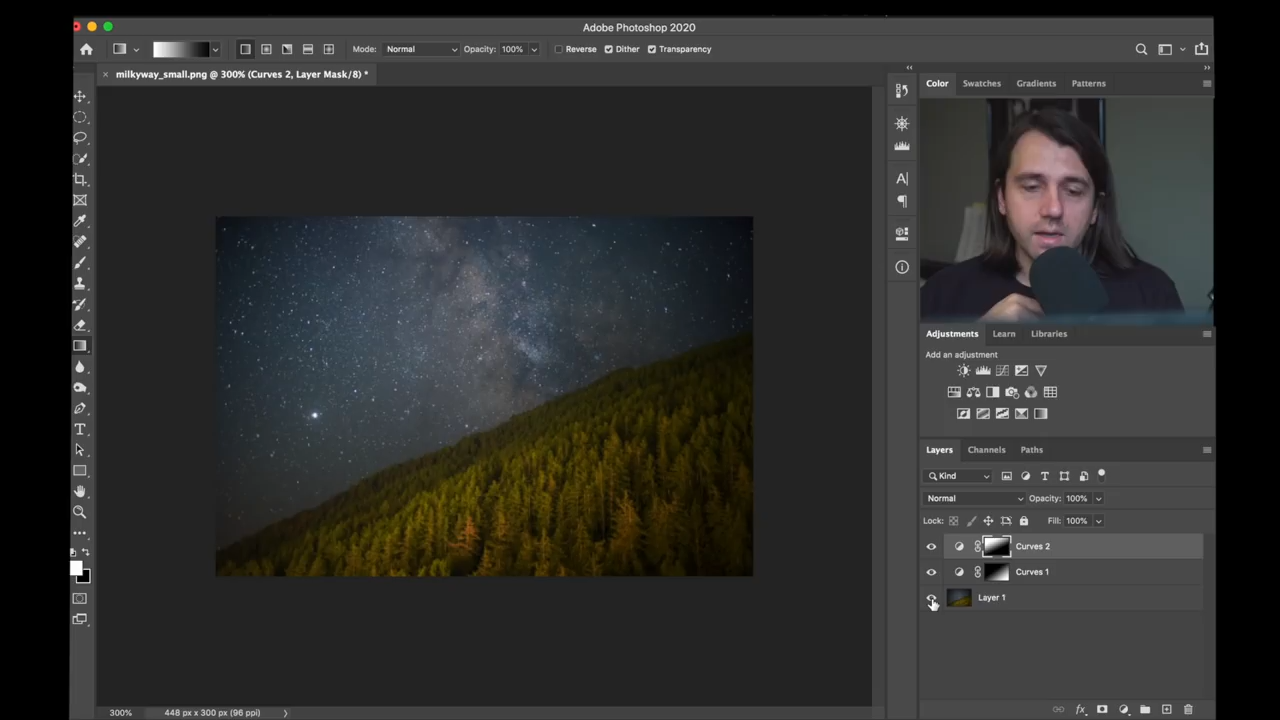 Adobe Photoshop 2020
Mode: Normal Opacity: 100% Reverse Dither Transparency
milkyway_small.png @ 300% (Curves 2, Layer Mask/8) *
Color Swatches Gradients Patterns
Adjustments Learn Libraries
Add an adjustment
Layers Channels Paths
Kind
Normal Opacity: 100%
Lock: Fill: 100%
Curves 2
Curves 1
Layer 1
300% 448 px x 300 px (96 ppi)